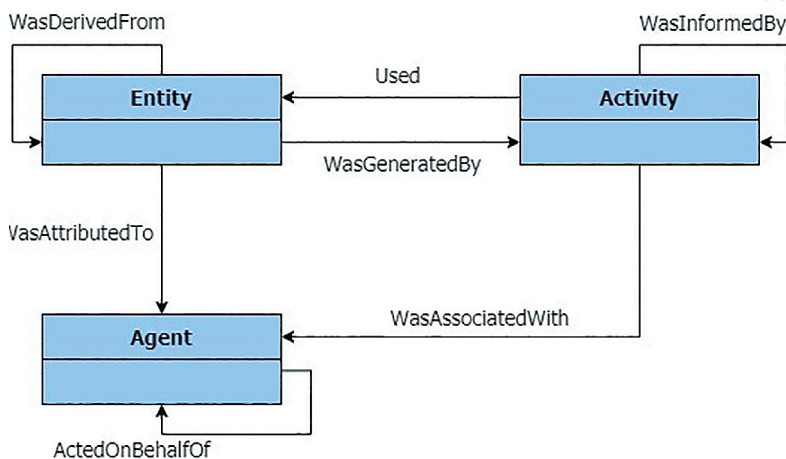 WasDerivedFrom
WasInformedBy
Entity
Used
Activity
WasGeneratedBy
WasAttributedTo
Agent
WasAssociatedWith
ActedOnBehalfOf